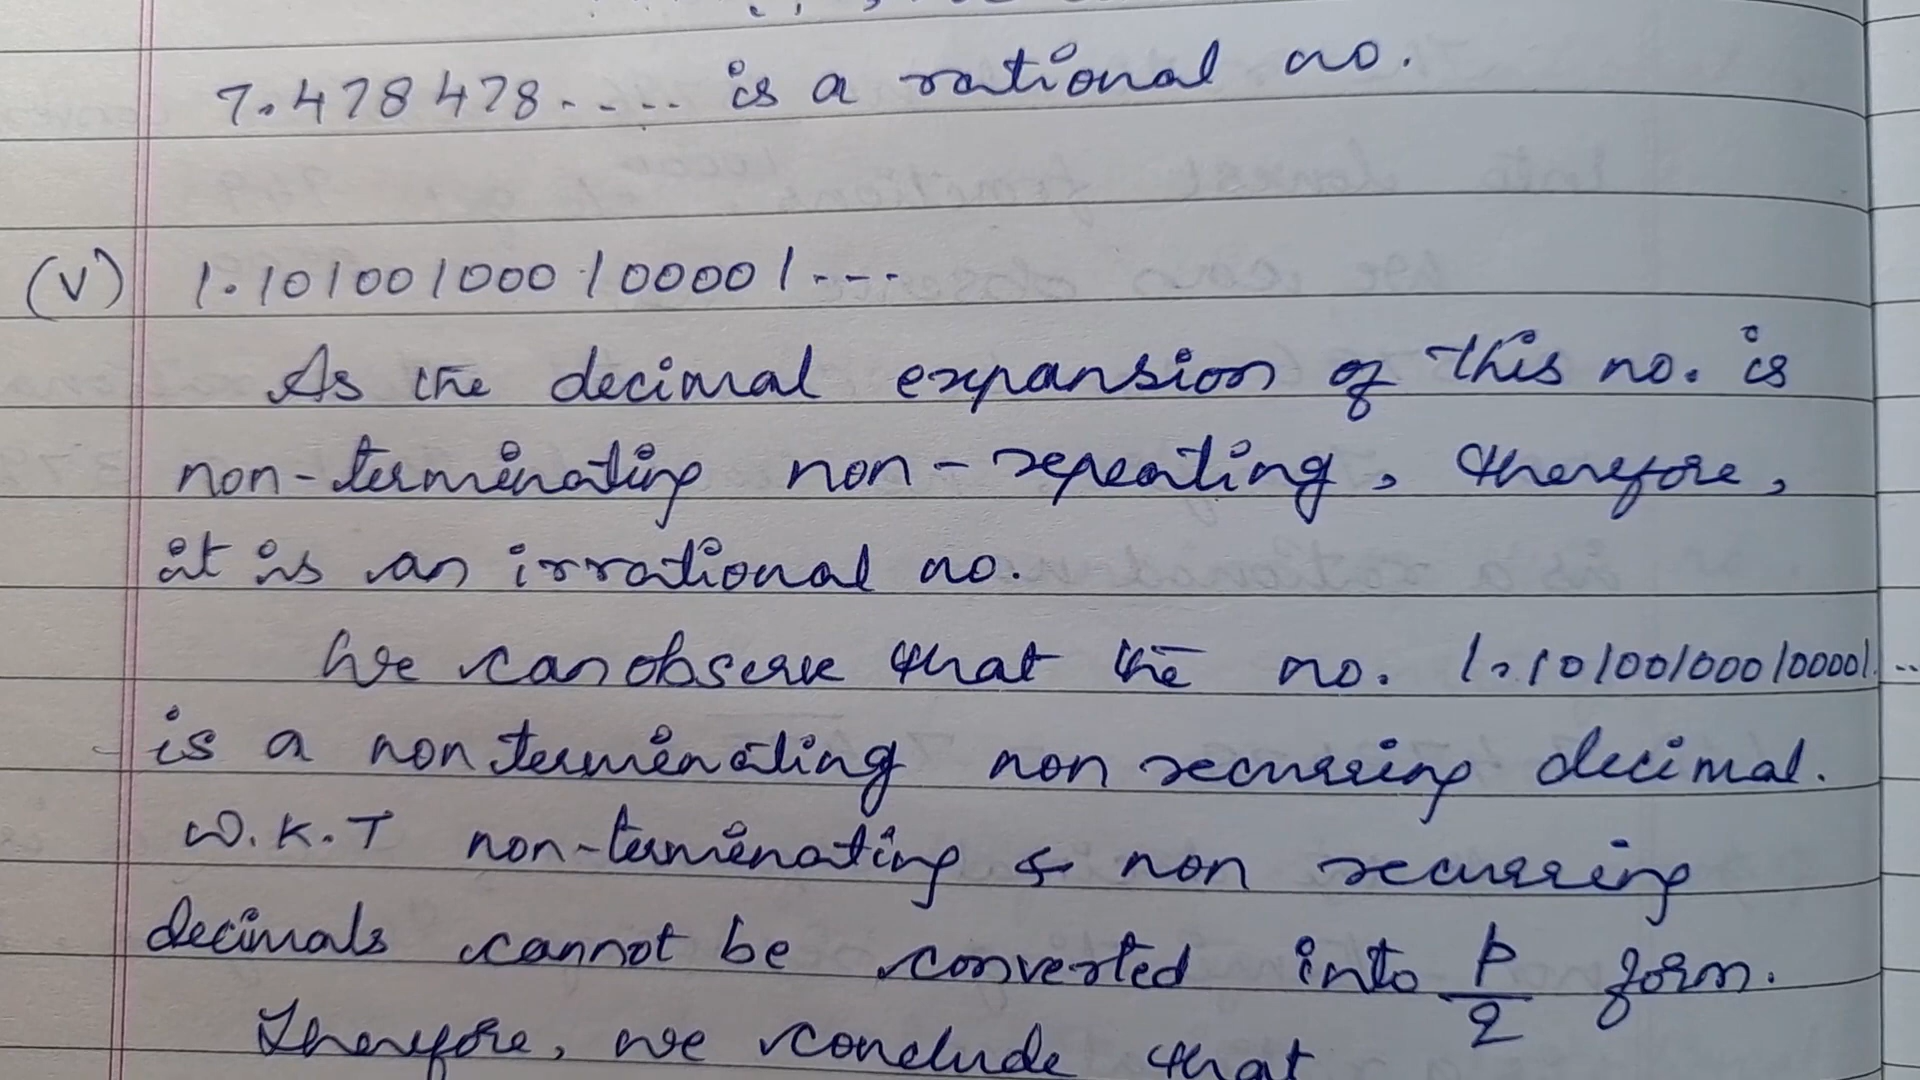 7.478478..... is a rational no.
(V) 1.101001000100001...
As the decimal expansion of this no. is
non-terminating non-repeating, therefore,
it is an irrational no.
We can observe that the no. 1.101001000100001...
is a non terminating non recurring decimal.
W.K.T non-terminating & non recurring
decimals cannot be converted into p/q form.
Therefore, we conclude that